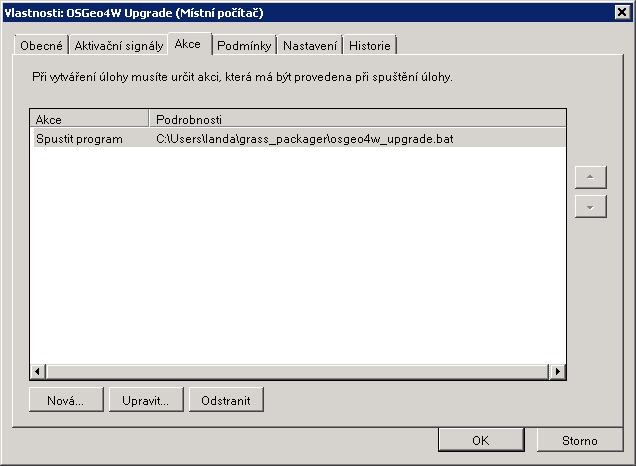 Vlastnosti: OSGeo4W Upgrade (Místní počítač)
Obecné Aktivační signály Akce Podmínky Nastavení Historie
Při vytváření úlohy musíte určit akci, která má být provedena při spuštění úlohy.
Akce Podrobnosti
Spustit program C:\Users\landa\grass_packager\osgeo4w_upgrade.bat
Nová... Upravit... Odstranit
OK Storno